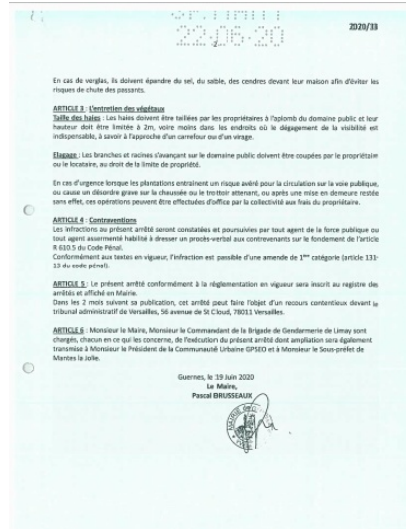 22-06-20
2020/33
En cas de verglas, ils doivent épandre du sel, du sable, des cendres devant leur maison afin d'éviter les
risques de chute des passants.
ARTICLE 3 : L'entretien des végétaux
Taille des haies : Les haies doivent être taillées par les propriétaires à l'aplomb du domaine public et leur
hauteur doit être limitée à 2m, voire moins dans les endroits où le dégagement de la visibilité est
indispensable, à savoir à l'approche d'un carrefour ou d'un virage.
Elagage : Les branches et racines s'avançant sur le domaine public doivent être coupées par le propriétaire
ou le locataire, au droit de la limite de propriété.
En cas d'urgence lorsque les plantations entraînent un risque avéré pour la circulation sur la voie publique,
ou cause un désordre grave sur la chaussée ou le trottoir attenant, ou après une mise en demeure restée
sans effet, ces opérations peuvent être effectuées d'office par la collectivité aux frais du propriétaire.
ARTICLE 4 : Contraventions
Les infractions au présent arrêté seront constatées et poursuivies par tout agent de la force publique ou
tout agent assermenté habilité à dresser un procès-verbal aux contrevenants sur le fondement de l'article
R 610.5 du Code Pénal.
Conformément aux textes en vigueur, l'infraction est passible d'une amende de 1ère catégorie (article 131-
13 du code pénal).
ARTICLE 5 : Le présent arrêté conformément à la réglementation en vigueur sera inscrit au registre des
arrêtés et affiché en Mairie.
Dans les 2 mois suivant sa publication, cet arrêté peut faire l'objet d'un recours contentieux devant le
tribunal administratif de Versailles, 56 avenue de St Cloud, 78011 Versailles.
ARTICLE 6 : Monsieur le Maire, Monsieur le Commandant de la Brigade de Gendarmerie de Limay sont
chargés, chacun en ce qui les concerne, de l'exécution du présent arrêté dont ampliation sera également
transmise à Monsieur le Président de la Communauté Urbaine GPSEO et à Monsieur le Sous-préfet de
Mantes la Jolie.
Guernes, le 19 Juin 2020
Le Maire,
Pascal BRUSSEAUX
MAIRIE